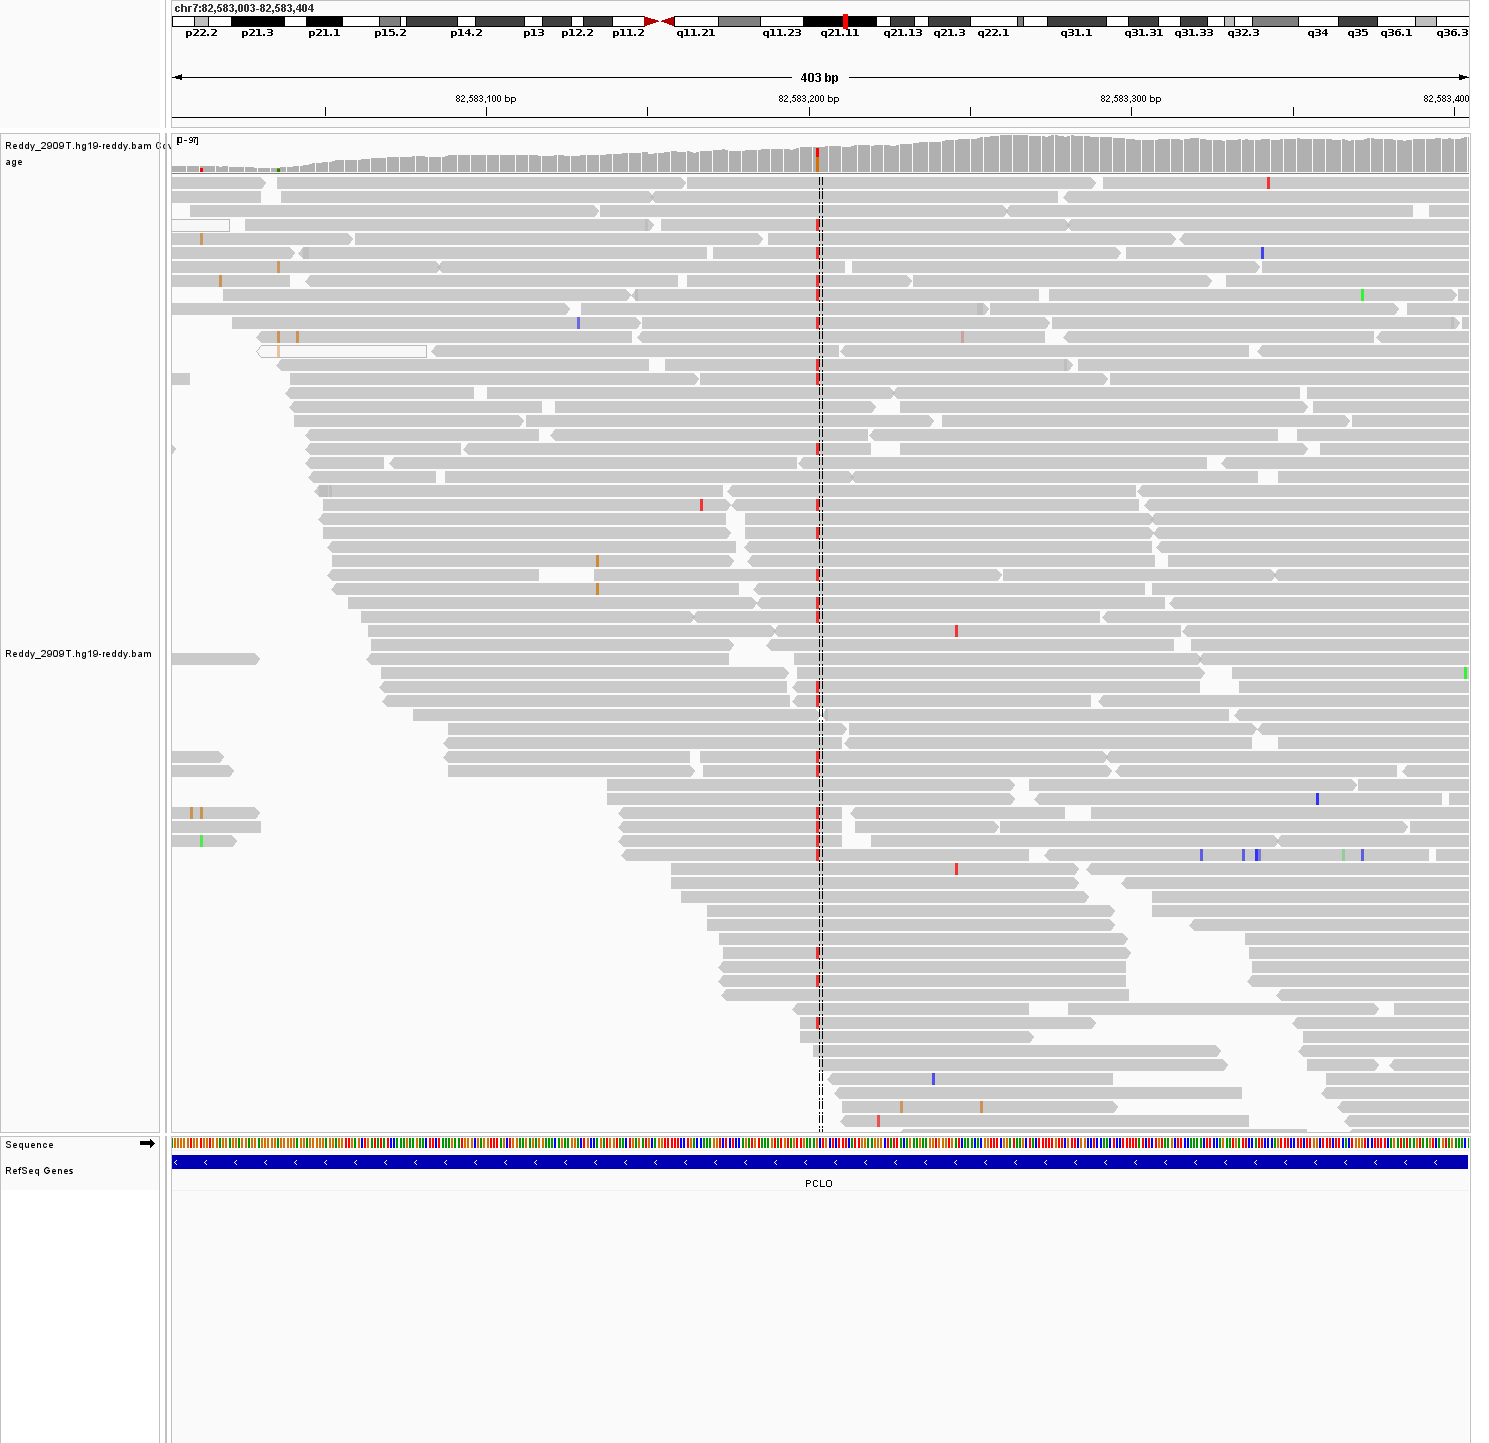 chr7:82,583,003-82,583,404
p22.2 p21.3 p21.1 p15.2 p14.2 p13 p12.2 p11.2 q11.21 q11.23 q21.11 q21.13 q21.3 q22.1 q31.1 q31.31 q31.33 q32.3 q34 q35 q36.1 q36.3
403 bp
82,583,100 bp 82,583,200 bp 82,583,300 bp 82,583,400
Reddy_2909T.hg19-reddy.bam Cov
age
[0-97]
Reddy_2909T.hg19-reddy.bam
Sequence
RefSeq Genes
PCLO